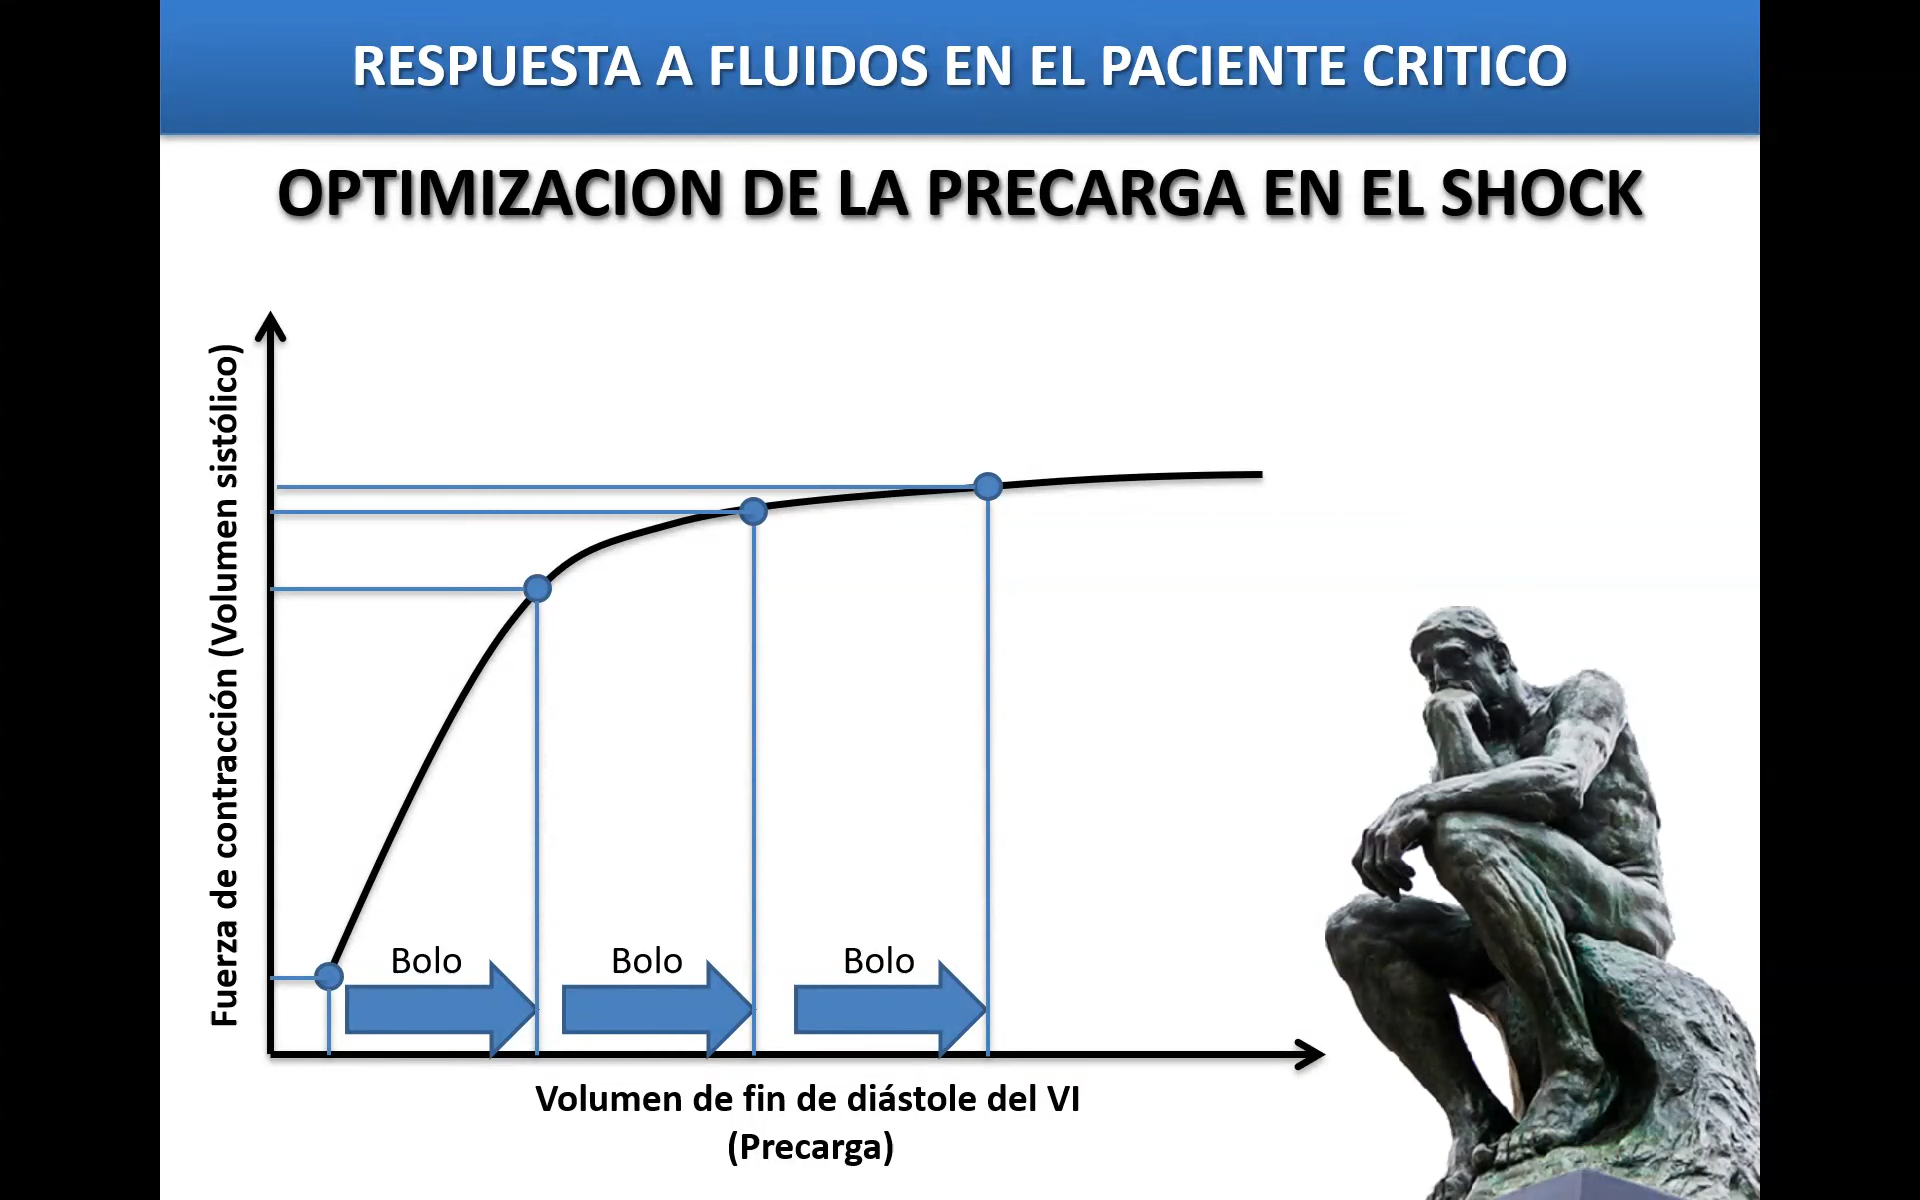 RESPUESTA A FLUIDOS EN EL PACIENTE CRITICO
OPTIMIZACION DE LA PRECARGA EN EL SHOCK
Fuerza de contracción (Volumen sistólico)
Bolo
Bolo
Bolo
Volumen de fin de diástole del VI
(Precarga)